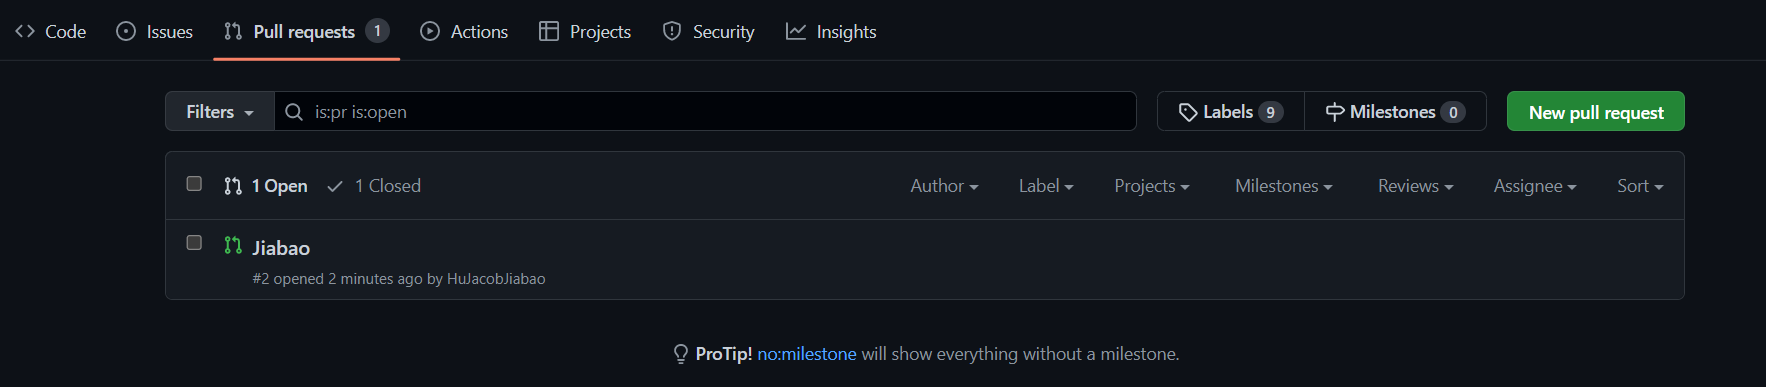 Code Issues Pull requests 1 Actions Projects Security Insights
Filters is:pr is:open Labels 9 Milestones 0 New pull request
1 Open 1 Closed Author Label Projects Milestones Reviews Assignee Sort
Jiabao
#2 opened 2 minutes ago by HuJacobJiabao
ProTip! no:milestone will show everything without a milestone.